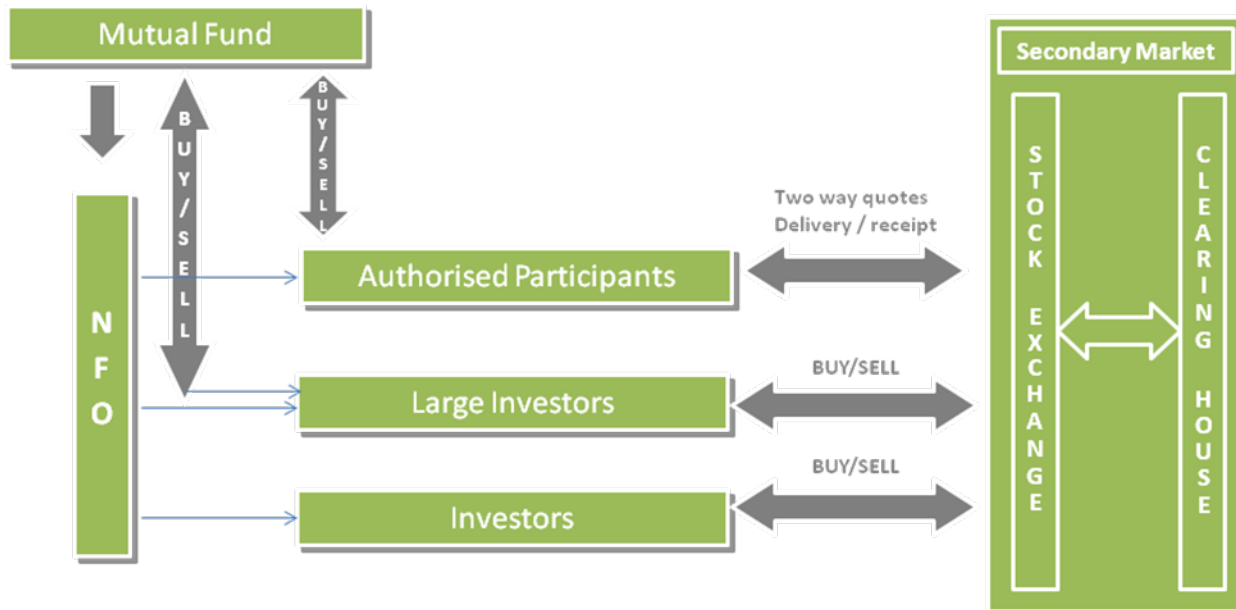 Mutual Fund
BUY/SELL
BUY/SELL
NFO
Authorised Participants
Large Investors
Investors
Two way quotes
Delivery / receipt
BUY/SELL
BUY/SELL
Secondary Market
STOCK EXCHANGE
CLEARING HOUSE